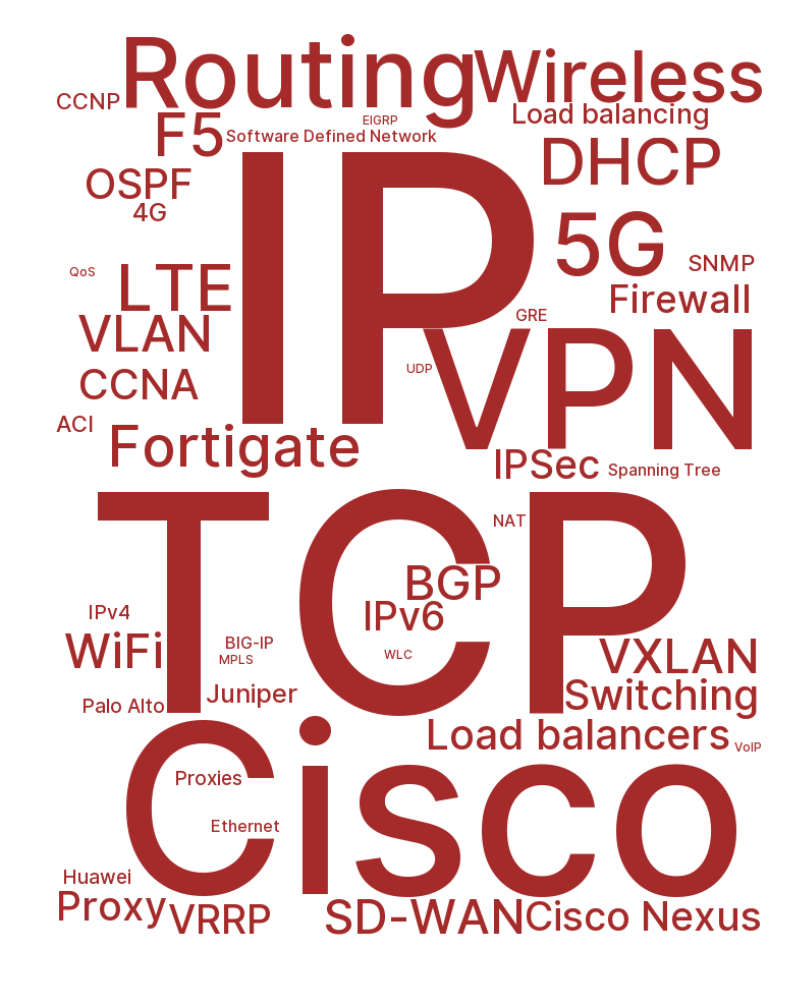 Routing
Wireless
CCNP
Load balancing
EIGRP
F5
Software Defined Network
DHCP
IP
OSPF
4G
5G
SNMP
QoS
LTE
Firewall
GRE
VLAN
VPN
UDP
CCNA
ACI
Fortigate
IPSec
Spanning Tree
TCP
NAT
BGP
IPv6
IPv4
WiFi
BIG-IP
MPLS
WLC
VXLAN
Juniper
Switching
Palo Alto
Load balancers
VoIP
Cisco
Proxies
Ethernet
Huawei
Proxy
VRRP
SD-WAN
Cisco Nexus